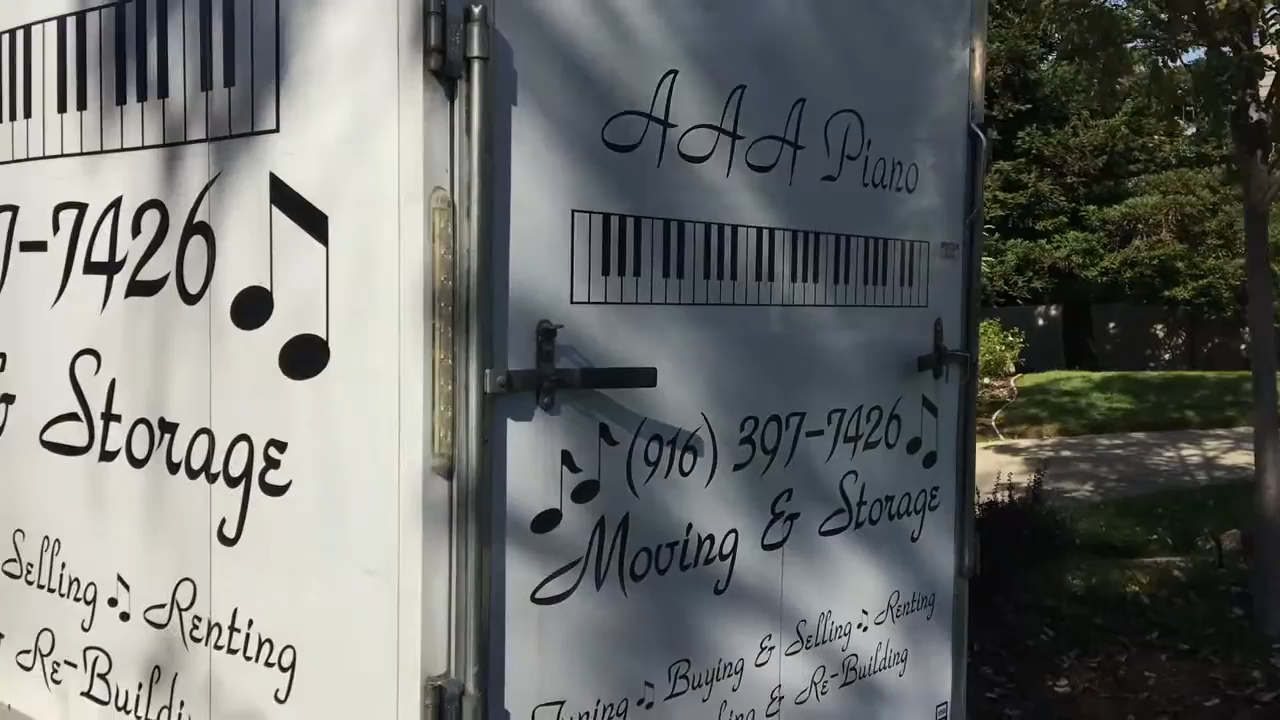 7-7426
& Storage
Selling Renting
Re-Buildi
AAA Piano
(916) 397-7426
Moving & Storage
Tuning Buying & Selling Renting
& Re-Building